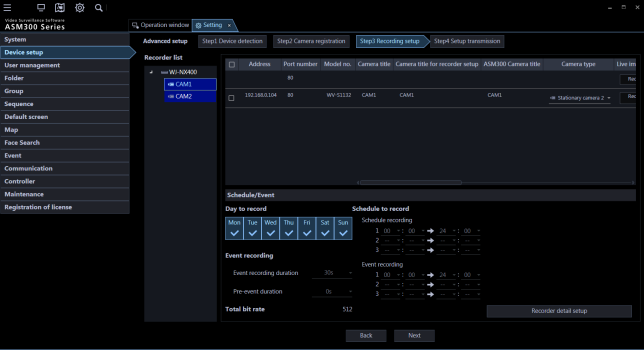 Video Surveillance Software
ASM300 Series
Operation window
Setting ×
System
Device setup
User management
Folder
Group
Sequence
Default screen
Map
Face Search
Event
Communication
Controller
Maintenance
Registration of license
Advanced setup Step1 Device detection Step2 Camera registration Step3 Recording setup Step4 Setup transmission
Recorder list
WJ-NX400
CAM1
CAM2
Address Port number Model no. Camera title Camera title for recorder setup ASM300 Camera title Camera type Live im
80 Rec
192.168.0.104 80 WV-S1132 CAM1 CAM1 CAM1 Stationary camera 2 Rec
Schedule/Event
Day to record Schedule to record
Mon Tue Wed Thu Fri Sat Sun
Schedule recording
1 00 : 00 24 : 00
2 -- : -- -- : --
3 -- : -- -- : --
Event recording
Event recording duration 30s
Pre-event duration 0s
Event recording
1 00 : 00 24 : 00
2 -- : -- -- : --
3 -- : -- -- : --
Total bit rate 512
Recorder detail setup
Back Next